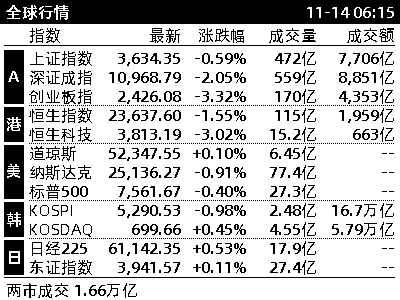 全球行情 11-14 06:15
指数 最新 涨跌幅 成交量 成交额
A
上证指数 3,634.35 -0.59% 472亿 7,706亿
深证成指 10,968.79 -2.05% 559亿 8,851亿
创业板指 2,426.08 -3.32% 170亿 4,353亿
港
恒生指数 23,637.60 -1.55% 115亿 1,959亿
恒生科技 3,813.19 -3.02% 15.2亿 663亿
美
道琼斯 52,347.55 +0.10% 6.45亿 --
纳斯达克 25,136.27 -0.91% 77.4亿 --
标普500 7,561.67 -0.40% 27.3亿 --
韩
KOSPI 5,290.53 -0.98% 2.48亿 16.7万亿
KOSDAQ 699.66 +0.45% 4.55亿 5.79万亿
日
日经225 61,142.35 +0.53% 17.9亿 --
东证指数 3,941.57 +0.11% 27.4亿 --
两市成交 1.66万亿